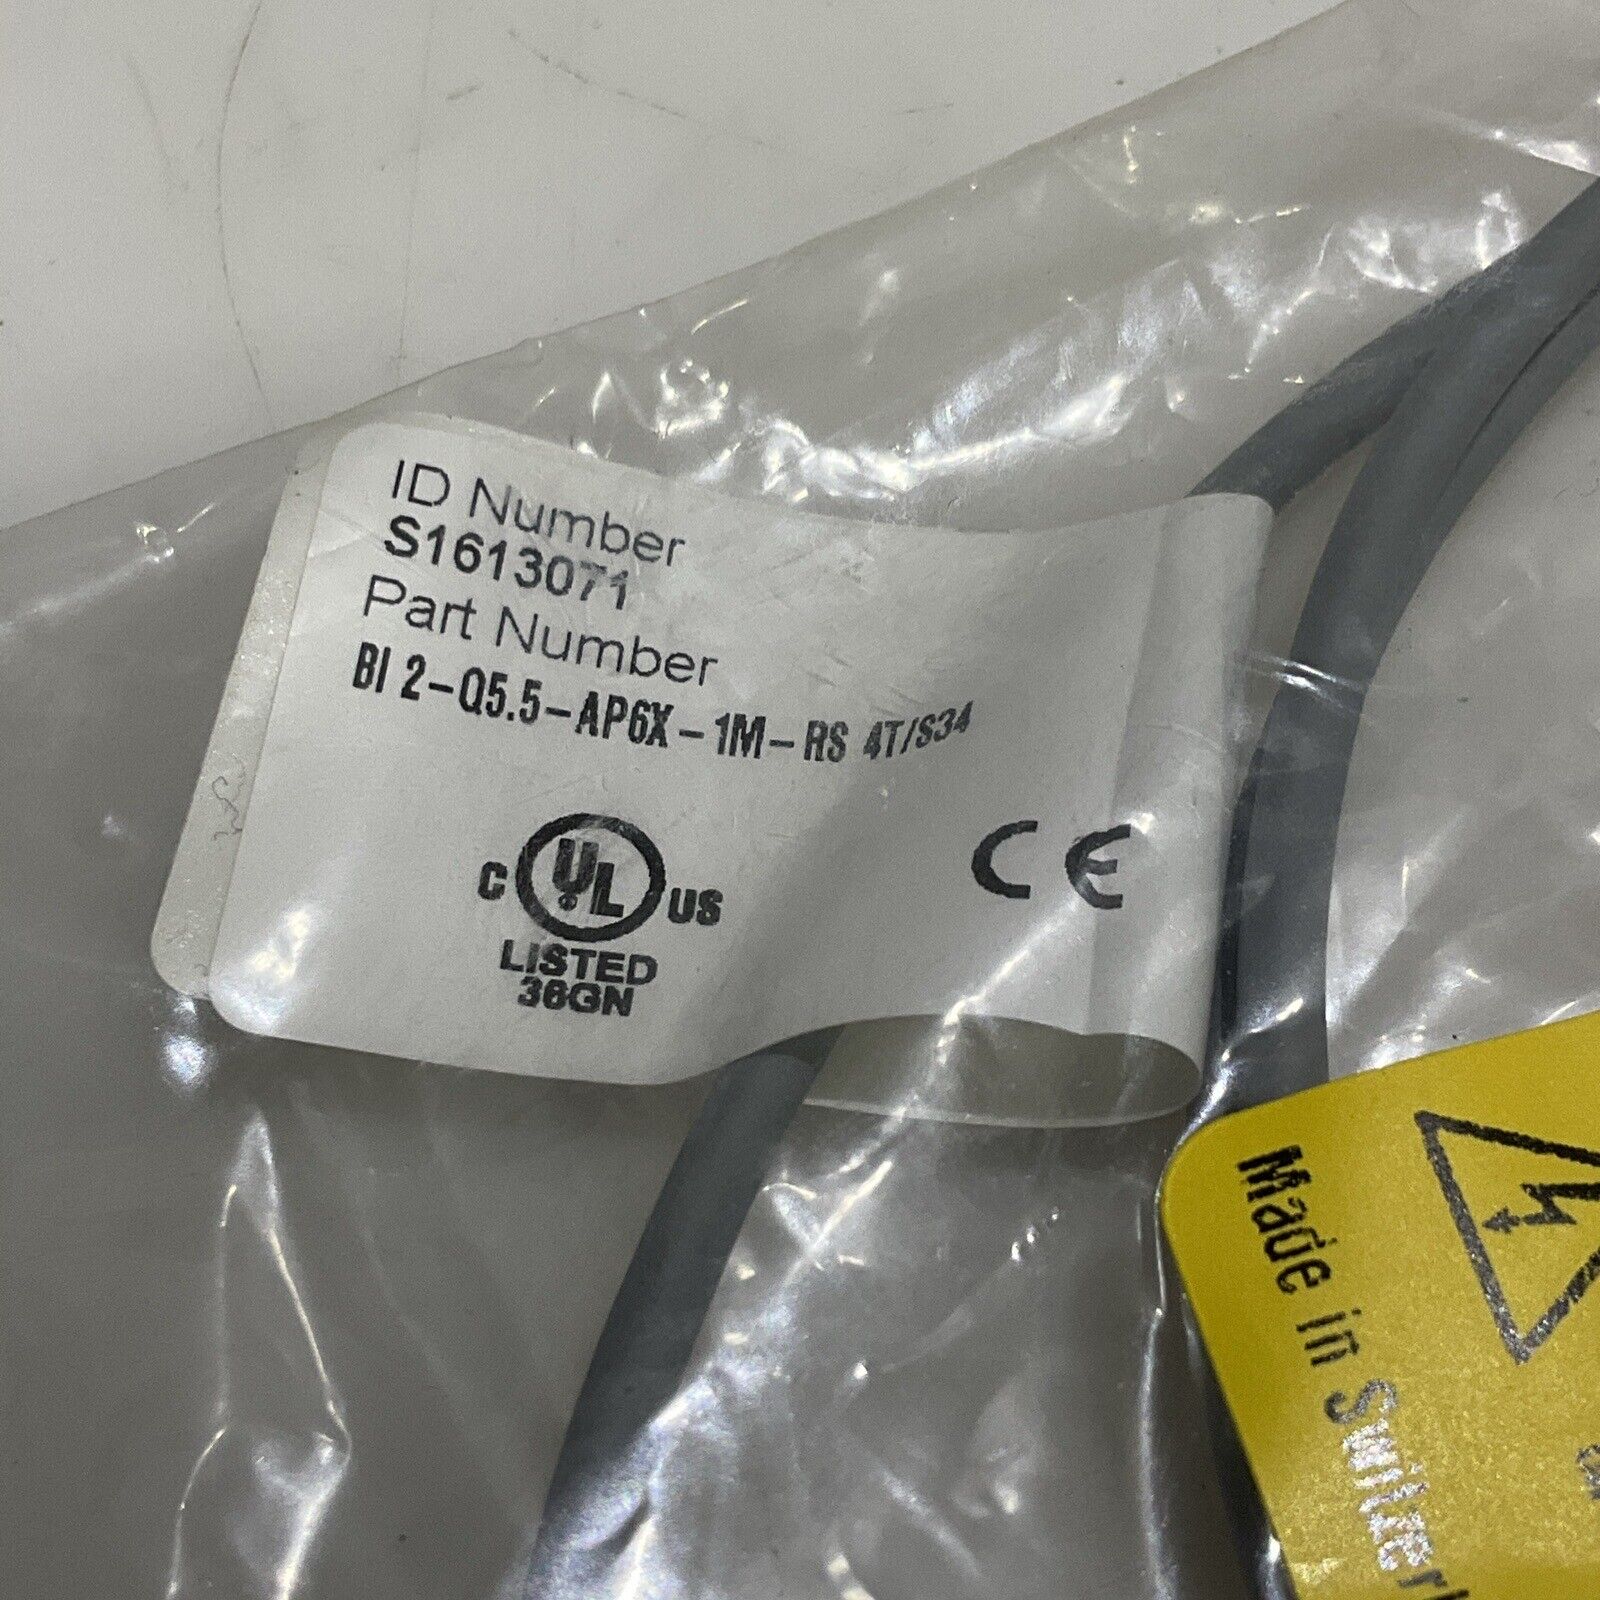 ID Number
S1613071
Part Number
BI 2-Q5.5-AP6X-1M-RS 4T/S34
C UL US
LISTED
36GN
CE
Made in Switzerl